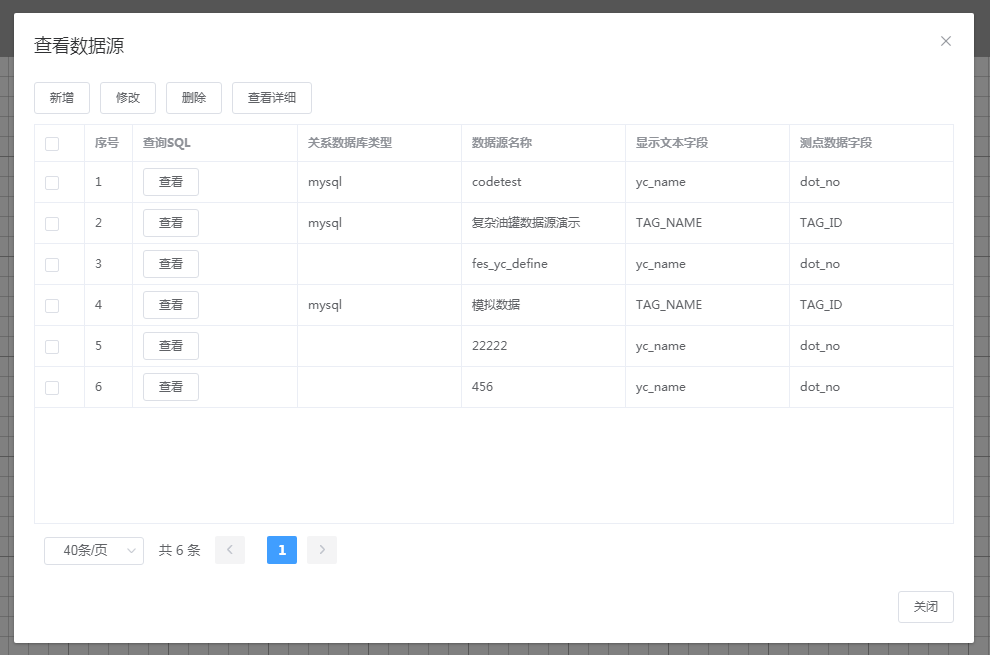 查看数据源
新增 修改 删除 查看详细
序号 查询SQL 关系数据库类型 数据源名称 显示文本字段 测点数据字段
1 查看 mysql codetest yc_name dot_no
2 查看 mysql 复杂油罐数据源演示 TAG_NAME TAG_ID
3 查看 fes_yc_define yc_name dot_no
4 查看 mysql 模拟数据 TAG_NAME TAG_ID
5 查看 22222 yc_name dot_no
6 查看 456 yc_name dot_no
40条/页 共 6 条 1
关闭